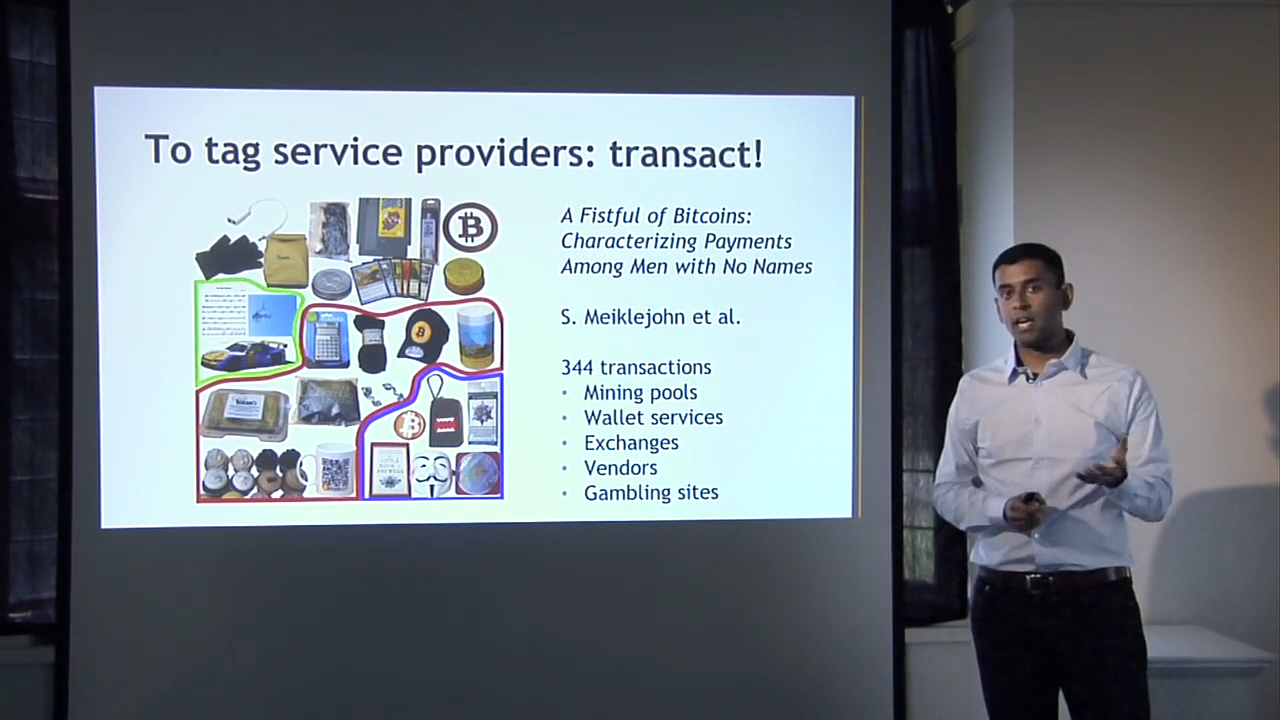 To tag service providers: transact!
A Fistful of Bitcoins:
Characterizing Payments
Among Men with No Names
S. Meiklejohn et al.
344 transactions
• Mining pools
• Wallet services
• Exchanges
• Vendors
• Gambling sites